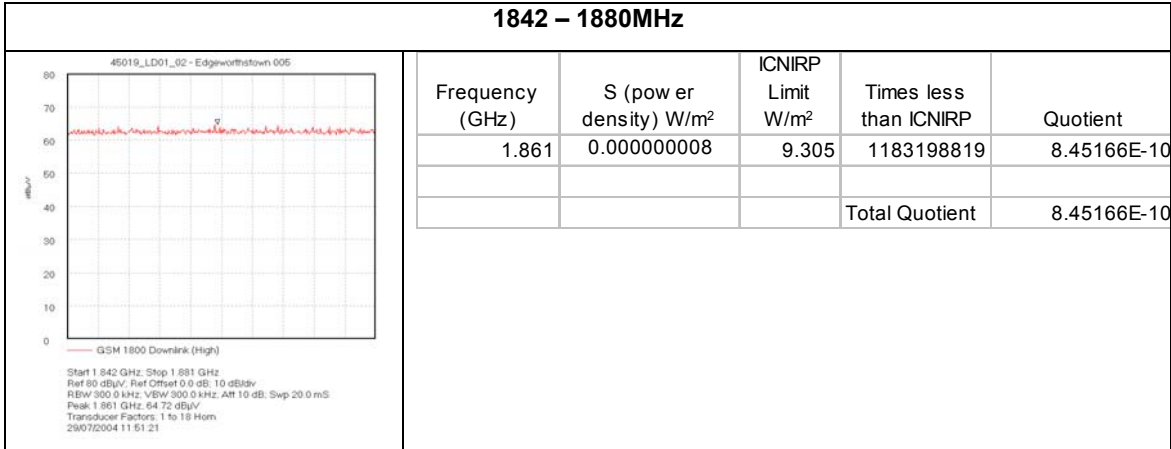 1842 – 1880MHz
45019_LD01_02 - Edgeworthstown 005
80
70
60
50
40
30
20
10
0
dBµV
GSM 1800 Downlink (High)
Start 1.842 GHz; Stop 1.881 GHz
Ref 80 dBµV; Ref Offset 0.0 dB; 10 dB/div
RBW 300.0 kHz; VBW 300.0 kHz; Att 10 dB; Swp 20.0 mS
Peak 1.861 GHz, 64.72 dBµV
Transducer Factors: 1 to 18 Horn
29/07/2004 11:51:21
Frequency (GHz) S (pow er density) W/m² ICNIRP Limit W/m² Times less than ICNIRP Quotient
1.861 0.000000008 9.305 1183198819 8.45166E-10
Total Quotient 8.45166E-10